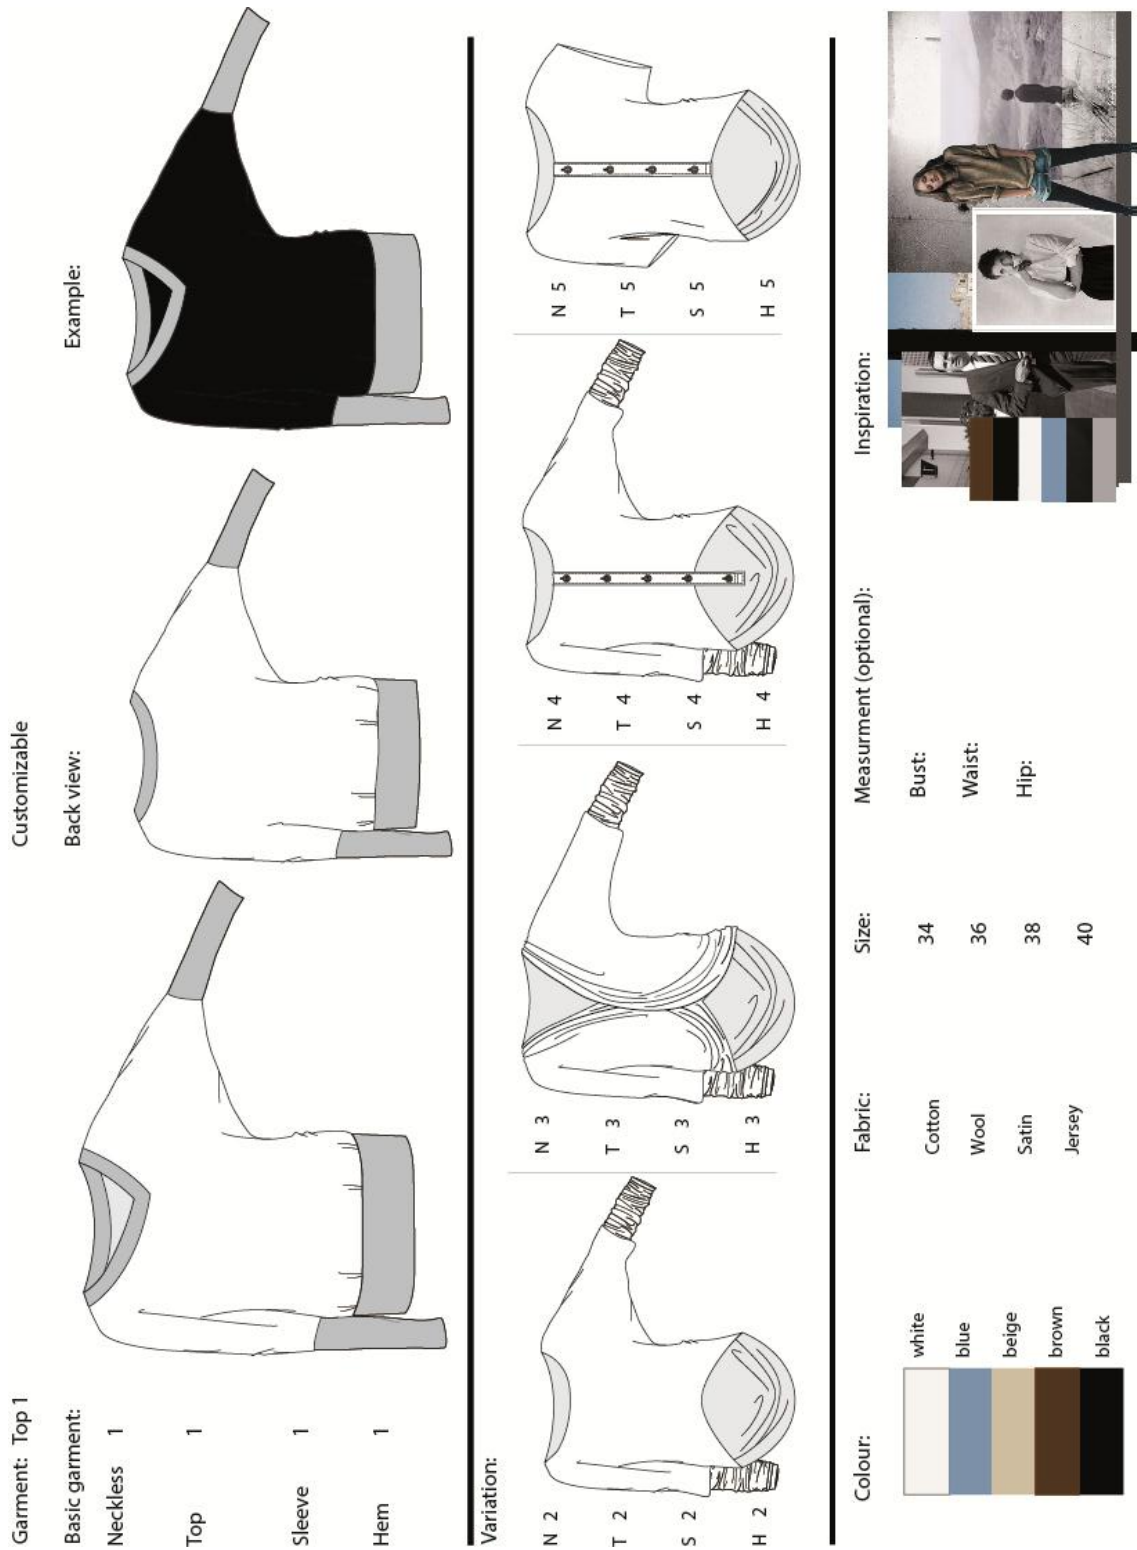 Garment: Top 1
Customizable
Basic garment:
Back view:
Example:
Neckless 1
Top 1
Sleeve 1
Hem 1
Variation:
N 2
T 2
S 2
H 2
N 3
T 3
S 3
H 3
N 4
T 4
S 4
H 4
N 5
T 5
S 5
H 5
Colour:
white
blue
beige
brown
black
Fabric:
Cotton
Wool
Satin
Jersey
Size:
34
36
38
40
Measurment (optional):
Bust:
Waist:
Hip:
Inspiration: